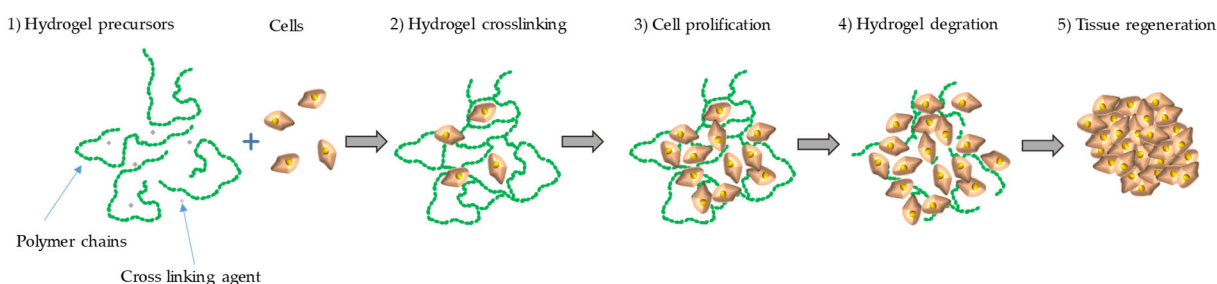 1) Hydrogel precursors
Cells
2) Hydrogel crosslinking
3) Cell prolification
4) Hydrogel degration
5) Tissue regeneration
+
Polymer chains
Cross linking agent